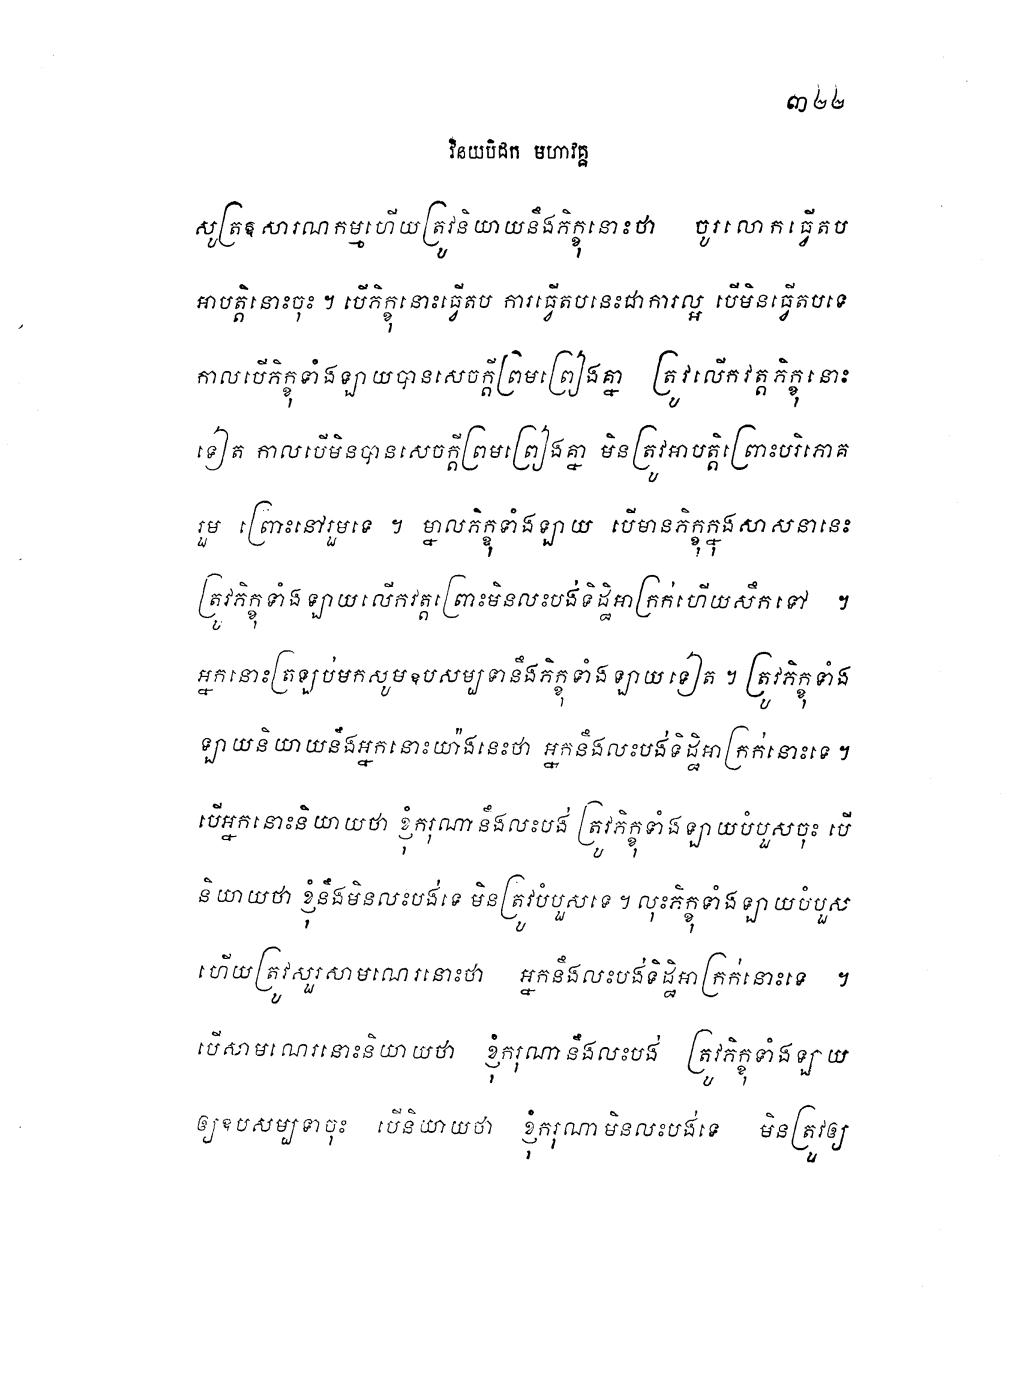 ៣២២
វិនយបិដក មហាវគ្គ
សូត្រឧសារណកម្មហើយត្រូវនិយាយនឹងភិក្ខុនោះថា ចូរលោកធ្វើតប
អាបត្តិនោះចុះ ។ បើភិក្ខុនោះធ្វើតប ការធ្វើតបនេះជាការល្អ បើមិនធ្វើតបទេ
កាលបើភិក្ខុទាំងឡាយបានសេចក្តីព្រិមព្រៀងគ្នា ត្រូវលើកវត្តភិក្ខុនោះ
ទៀត កាលបើមិនបានសេចក្តីព្រមព្រៀងគ្នា មិនត្រូវអាបត្តិព្រោះបរិភោគ
រួម ព្រោះនៅរួមទេ ។ ម្នាលភិក្ខុទាំងឡាយ បើមានភិក្ខុក្នុងសាសនានេះ
ត្រូវភិក្ខុទាំងឡាយលើកវត្តព្រោះមិនលះបង់ទិដ្ឋិអាក្រក់ហើយសឹកទៅ ។
អ្នកនោះត្រឡប់មកសូមឧបសម្បទានឹងភិក្ខុទាំងឡាយទៀត ។ ត្រូវភិក្ខុទាំង
ឡាយនិយាយនឹងអ្នកនោះយ៉ាងនេះថា អ្នកនឹងលះបង់ទិដ្ឋិអាក្រក់នោះទេ ។
បើអ្នកនោះនិយាយថា ខ្ញុំករុណានឹងលះបង់ ត្រូវភិក្ខុទាំងឡាយបំបួសចុះ បើ
និយាយថា ខ្ញុំនឹងមិនលះបង់ទេ មិនត្រូវបំបួសទេ ។ លុះភិក្ខុទាំងឡាយបំបួស
ហើយត្រូវសួរសាមណេរនោះថា អ្នកនឹងលះបង់ទិដ្ឋិអាក្រក់នោះទេ ។
បើសាមណេរនោះនិយាយថា ខ្ញុំករុណានឹងលះបង់ ត្រូវភិក្ខុទាំងឡាយ
ឲ្យឧបសម្បទាចុះ បើនិយាយថា ខ្ញុំករុណាមិនលះបង់ទេ មិនត្រូវឲ្យ